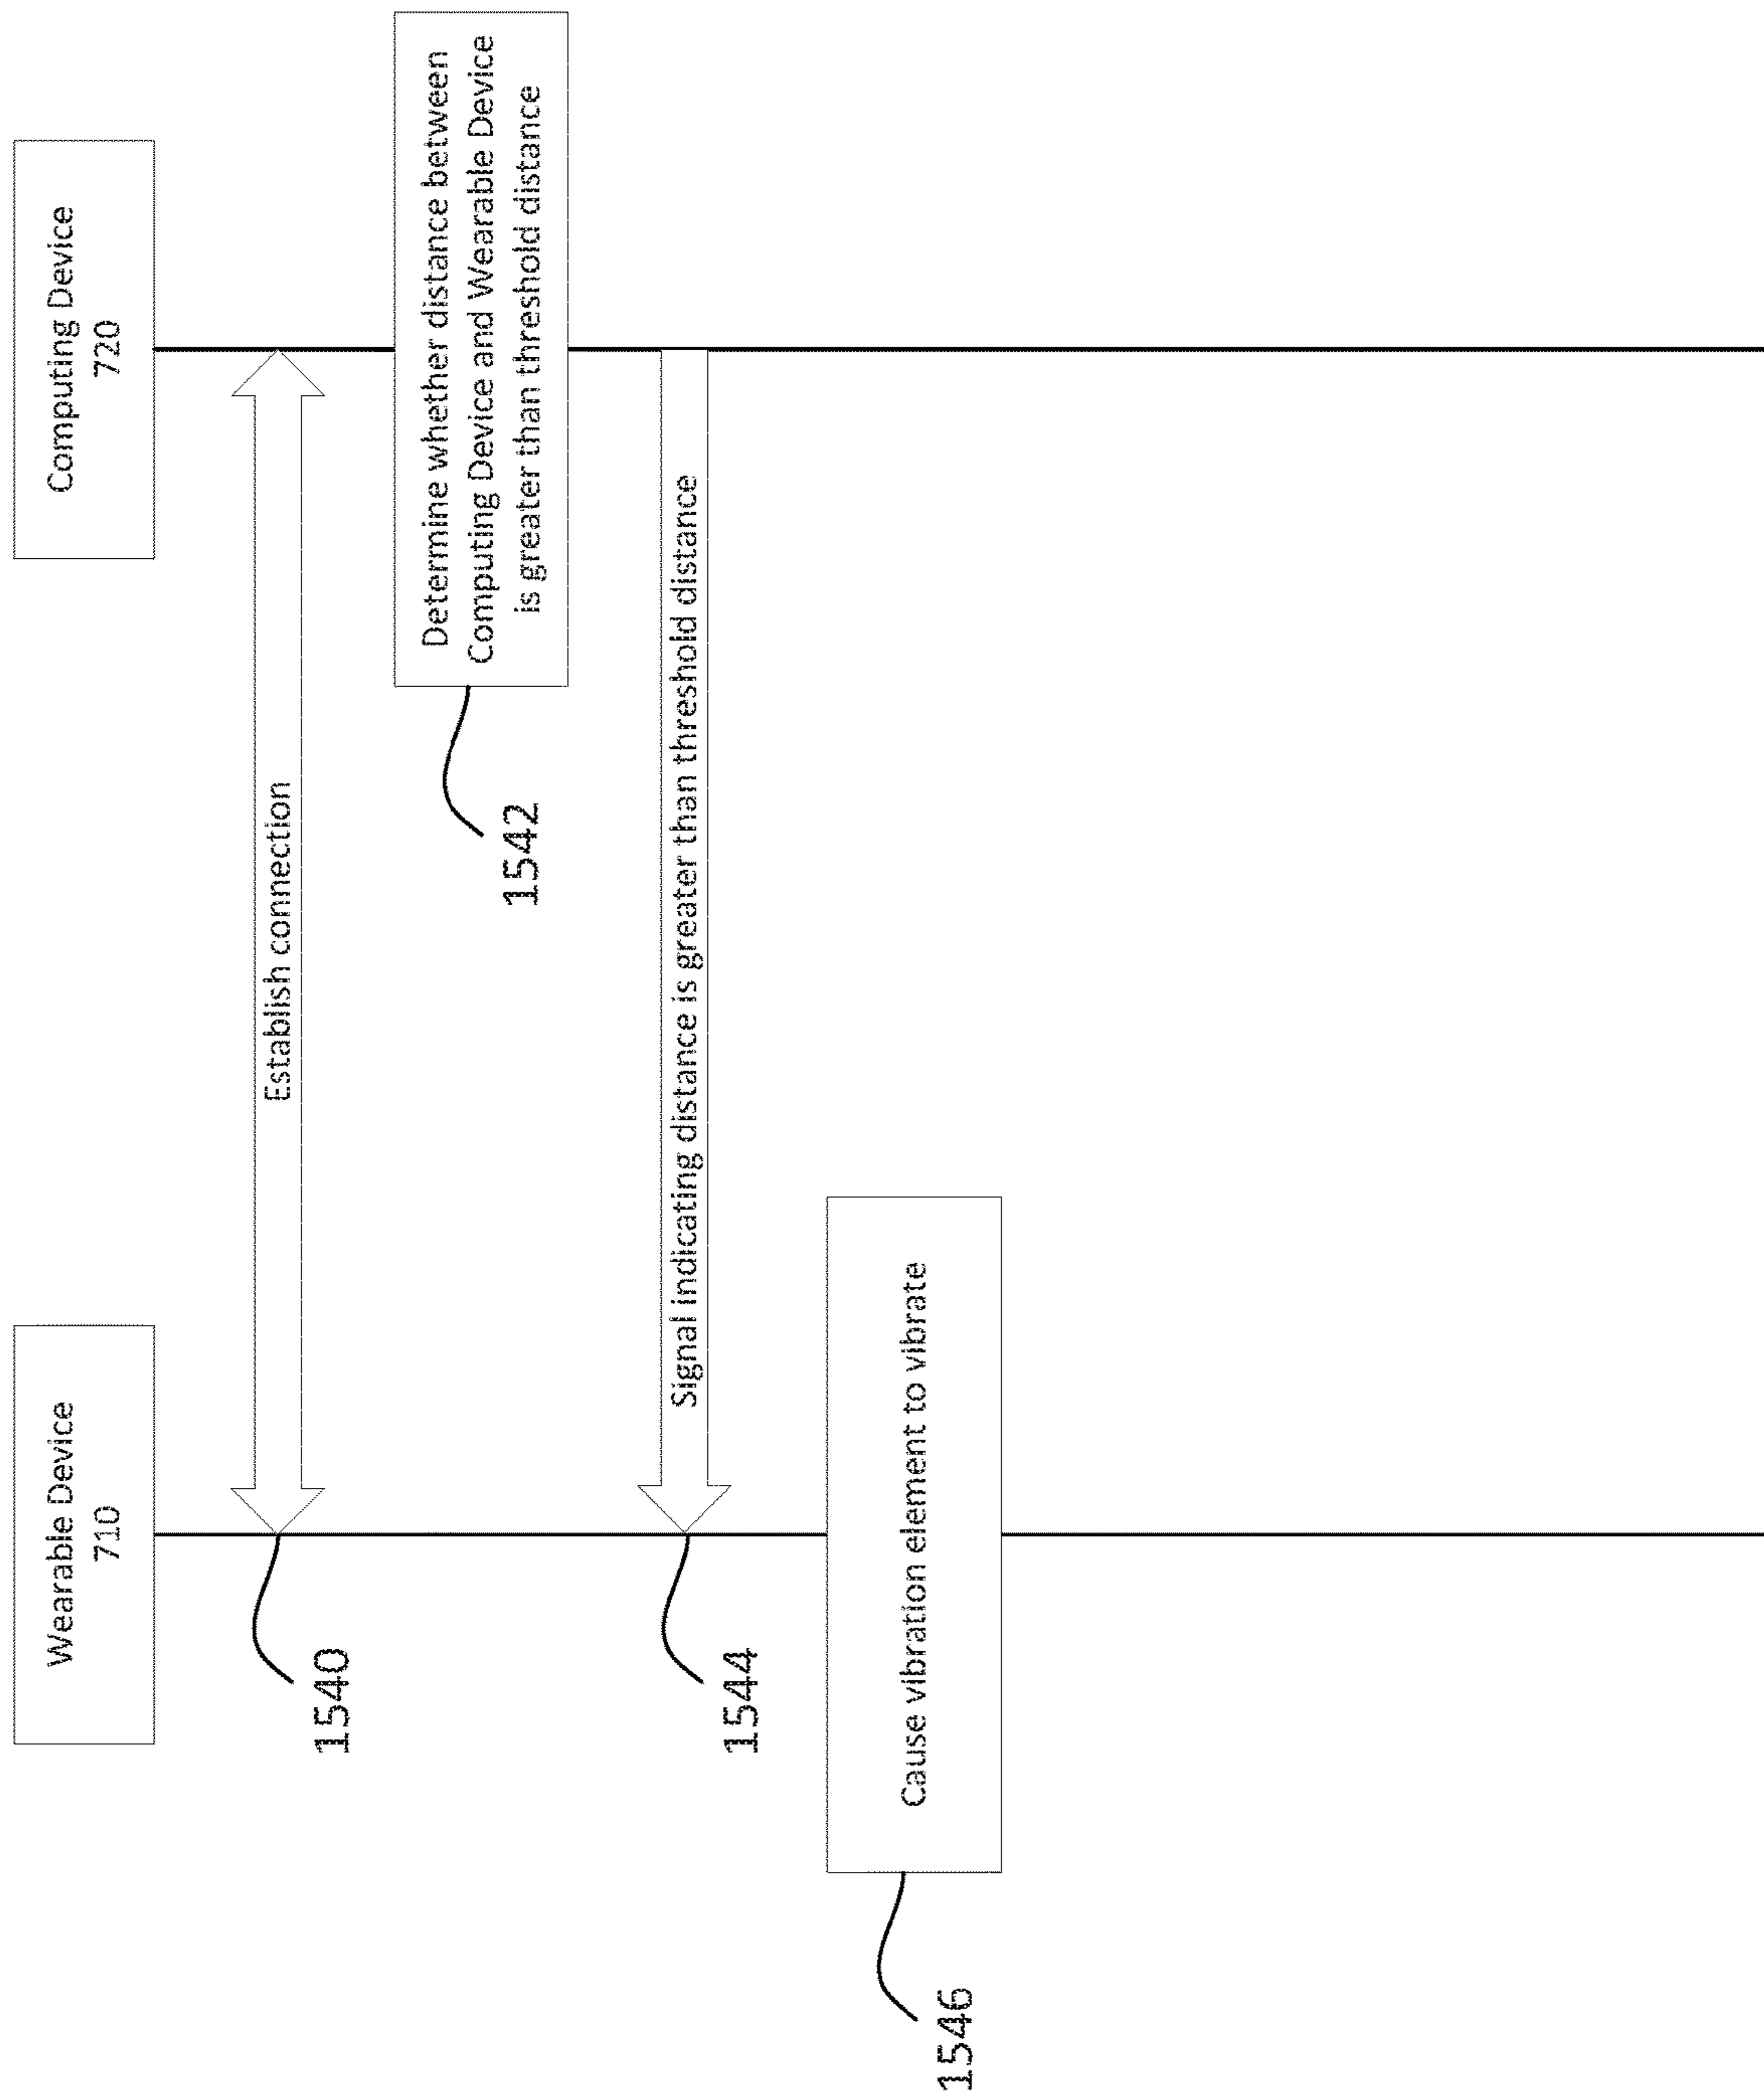 Wearable Device
710
Computing Device
720
Establish connection
1540
Determine whether distance between
Computing Device and Wearable Device
is greater than threshold distance
1542
Signal indicating distance is greater than threshold distance
1544
Cause vibration element to vibrate
1546